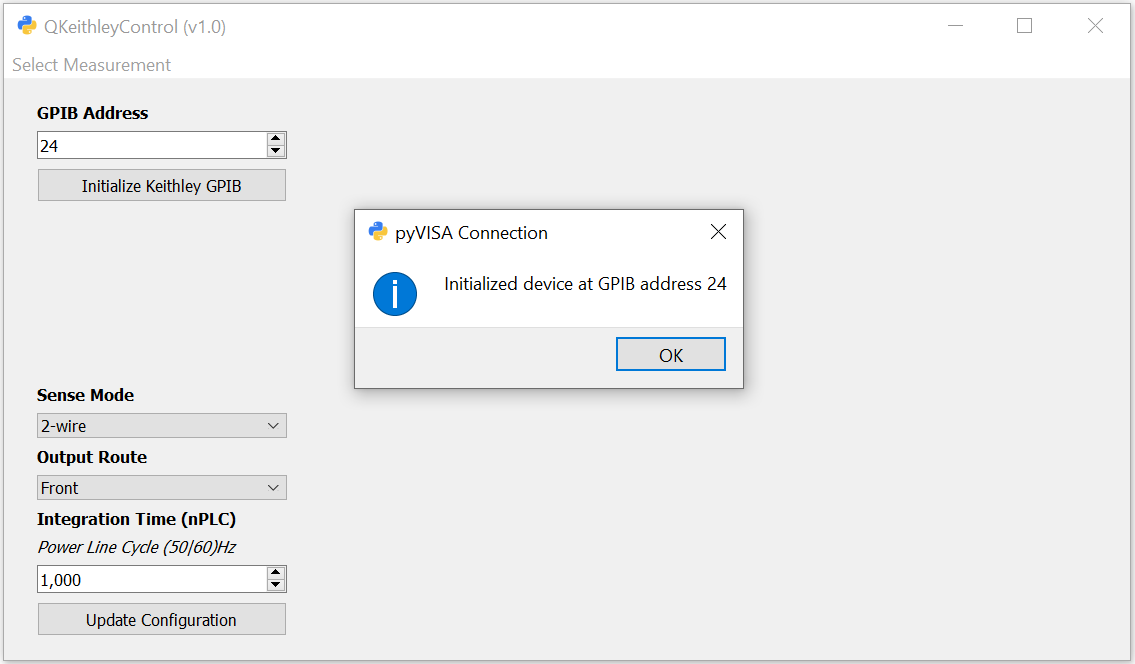 QKeithleyControl (v1.0)
Select Measurement
GPIB Address
24
Initialize Keithley GPIB
pyVISA Connection
Initialized device at GPIB address 24
OK
Sense Mode
2-wire
Output Route
Front
Integration Time (nPLC)
Power Line Cycle (50|60)Hz
1,000
Update Configuration